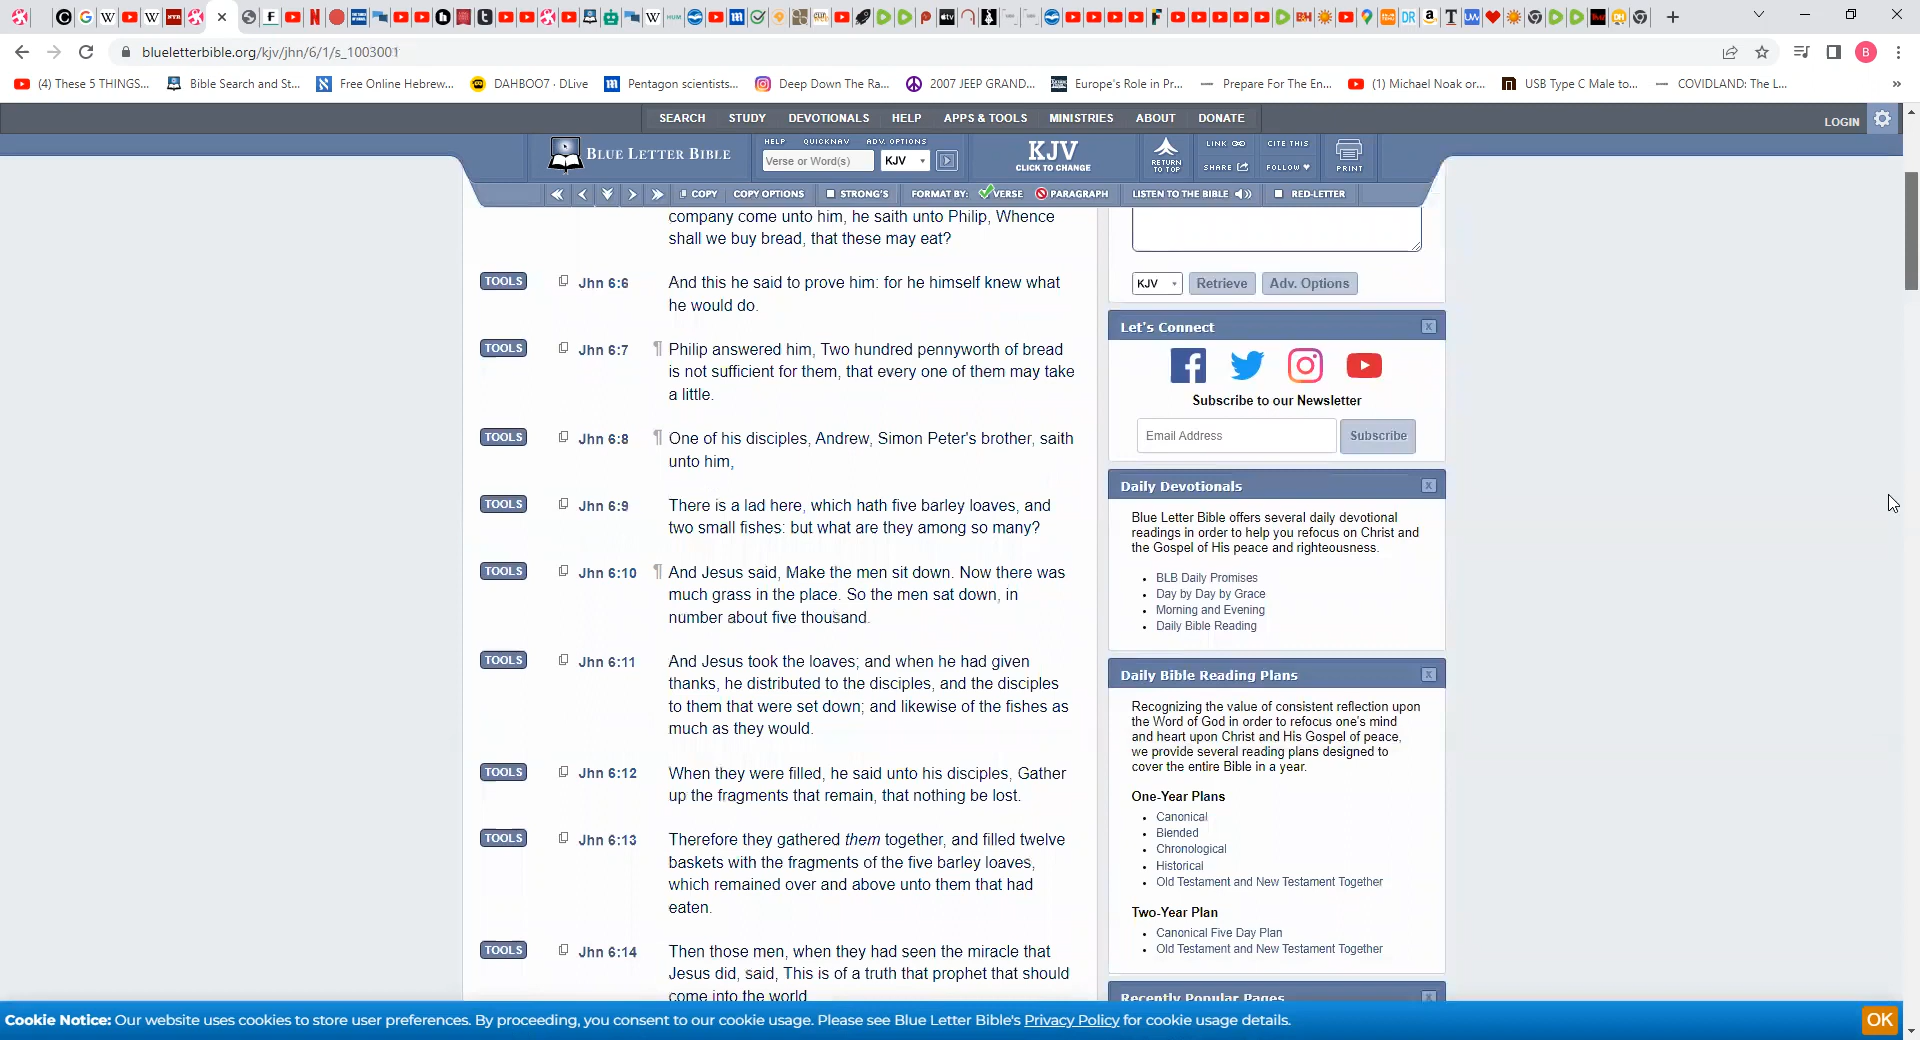 blueletterbible.org/kjv/jhn/6/1/s_1003001
B
(4) These 5 THINGS...
Bible Search and St...
Free Online Hebrew...
DAHBOO7 · DLive
Pentagon scientists...
Deep Down The Ra...
2007 JEEP GRAND...
Europe's Role in Pr...
Prepare For The En...
(1) Michael Noak or...
USB Type C Male to...
COVIDLAND: The L...
SEARCH STUDY DEVOTIONALS HELP APPS & TOOLS MINISTRIES ABOUT DONATE
LOGIN
BLUE LETTER BIBLE
HELP QUICKNAV ADV. OPTIONS
Verse or Word(s) KJV
KJV
CLICK TO CHANGE
RETURN
TO TOP
LINK
SHARE
CITE THIS
FOLLOW
PRINT
COPY COPY OPTIONS STRONG'S FORMAT BY: VERSE PARAGRAPH LISTEN TO THE BIBLE RED-LETTER
company come unto him, he saith unto Philip, Whence
shall we buy bread, that these may eat?
TOOLS Jhn 6:6 And this he said to prove him: for he himself knew what
he would do.
TOOLS Jhn 6:7 ¶ Philip answered him, Two hundred pennyworth of bread
is not sufficient for them, that every one of them may take
a little.
TOOLS Jhn 6:8 ¶ One of his disciples, Andrew, Simon Peter's brother, saith
unto him,
TOOLS Jhn 6:9 There is a lad here, which hath five barley loaves, and
two small fishes: but what are they among so many?
TOOLS Jhn 6:10 ¶ And Jesus said, Make the men sit down. Now there was
much grass in the place. So the men sat down, in
number about five thousand.
TOOLS Jhn 6:11 And Jesus took the loaves; and when he had given
thanks, he distributed to the disciples, and the disciples
to them that were set down; and likewise of the fishes as
much as they would.
TOOLS Jhn 6:12 When they were filled, he said unto his disciples, Gather
up the fragments that remain, that nothing be lost.
TOOLS Jhn 6:13 Therefore they gathered them together, and filled twelve
baskets with the fragments of the five barley loaves,
which remained over and above unto them that had
eaten.
TOOLS Jhn 6:14 Then those men, when they had seen the miracle that
Jesus did, said, This is of a truth that prophet that should
come into the world
KJV Retrieve Adv. Options
Let's Connect
Subscribe to our Newsletter
Email Address Subscribe
Daily Devotionals
Blue Letter Bible offers several daily devotional
readings in order to help you refocus on Christ and
the Gospel of His peace and righteousness.
BLB Daily Promises
Day by Day by Grace
Morning and Evening
Daily Bible Reading
Daily Bible Reading Plans
Recognizing the value of consistent reflection upon
the Word of God in order to refocus one's mind
and heart upon Christ and His Gospel of peace,
we provide several reading plans designed to
cover the entire Bible in a year.
One-Year Plans
Canonical
Blended
Chronological
Historical
Old Testament and New Testament Together
Two-Year Plan
Canonical Five Day Plan
Old Testament and New Testament Together
Recently Popular Pages
Cookie Notice: Our website uses cookies to store user preferences. By proceeding, you consent to our cookie usage. Please see Blue Letter Bible's Privacy Policy for cookie usage details.
OK